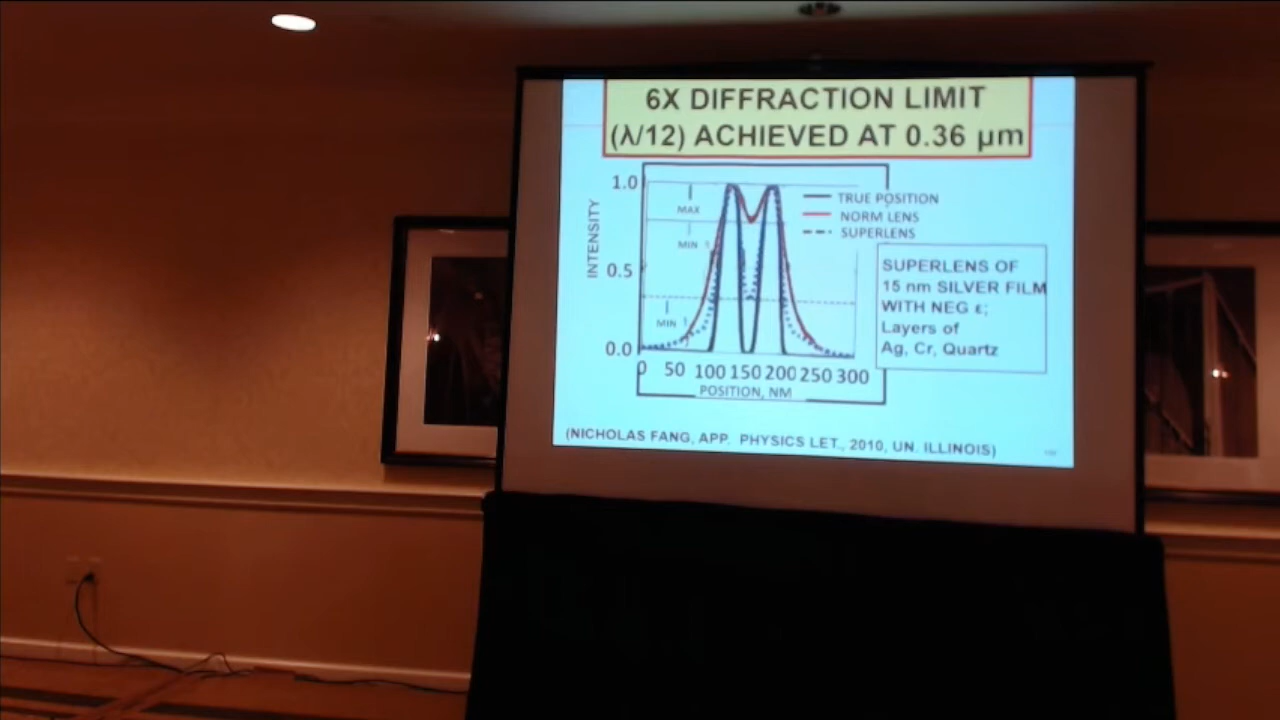 6X DIFFRACTION LIMIT
(λ/12) ACHIEVED AT 0.36 µm
1.0
0.5
0.0
INTENSITY
MAX
MIN
MIN
TRUE POSITION
NORM LENS
SUPERLENS
0 50 100 150 200 250 300
POSITION, NM
SUPERLENS OF
15 nm SILVER FILM
WITH NEG ε;
Layers of
Ag, Cr, Quartz
(NICHOLAS FANG, APP. PHYSICS LET., 2010, UN. ILLINOIS)